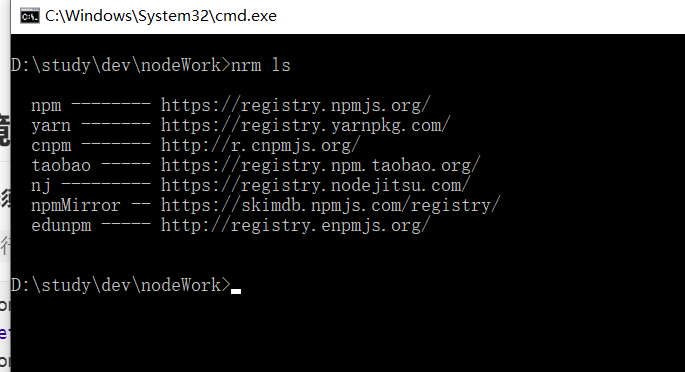 C:\Windows\System32\cmd.exe
D:\study\dev\nodeWork>nrm ls
npm -------- https://registry.npmjs.org/
yarn ------- https://registry.yarnpkg.com/
cnpm ------- http://r.cnpmjs.org/
taobao ----- https://registry.npm.taobao.org/
nj --------- https://registry.nodejitsu.com/
npmMirror -- https://skimdb.npmjs.com/registry/
edunpm ----- http://registry.enpmjs.org/
D:\study\dev\nodeWork>